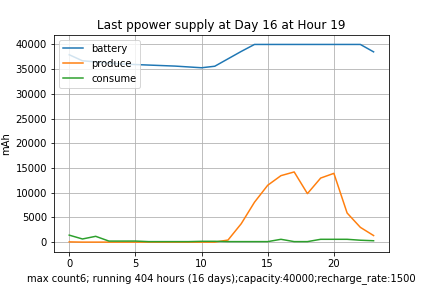 Last ppower supply at Day 16 at Hour 19
40000
35000
30000
25000
20000
15000
10000
5000
0
mAh
battery
produce
consume
0 5 10 15 20
max count6; running 404 hours (16 days);capacity:40000;recharge_rate:1500